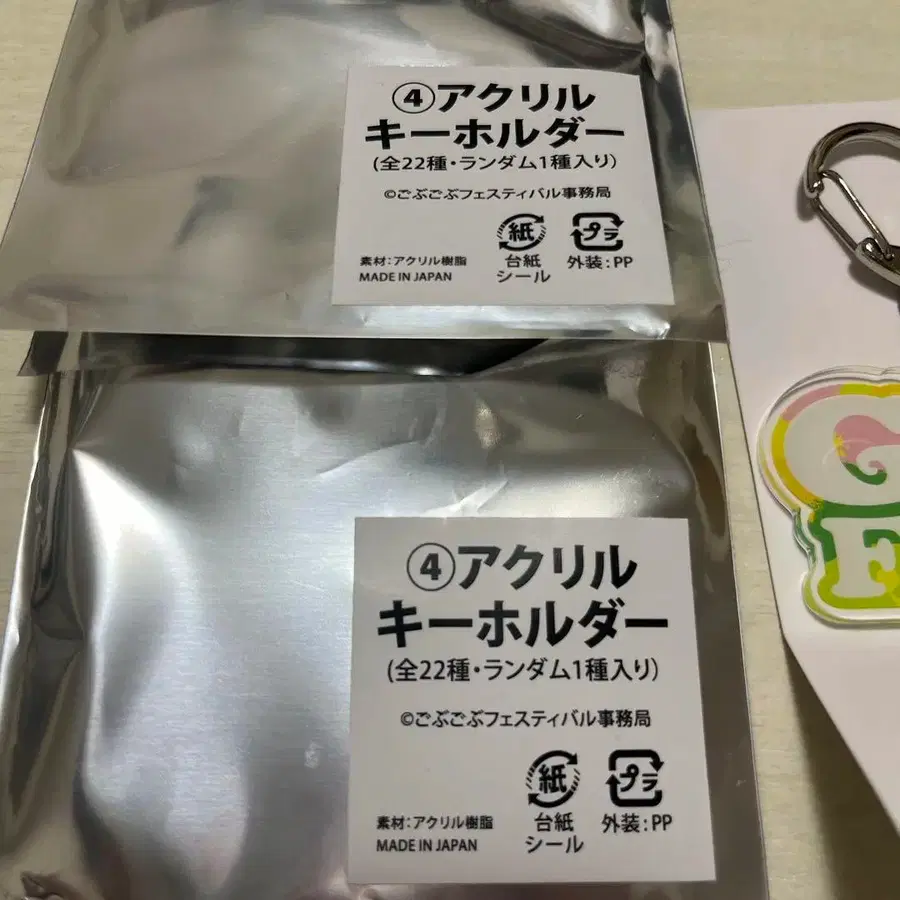 ④アクリル
キーホルダー
(全22種・ランダム1種入り)
©ごぶごぶフェスティバル事務局
素材：アクリル樹脂
MADE IN JAPAN
紙
台紙
シール
プラ
外装：PP
④アクリル
キーホルダー
(全22種・ランダム1種入り)
©ごぶごぶフェスティバル事務局
素材：アクリル樹脂
MADE IN JAPAN
紙
台紙
シール
プラ
外装：PP
G
F